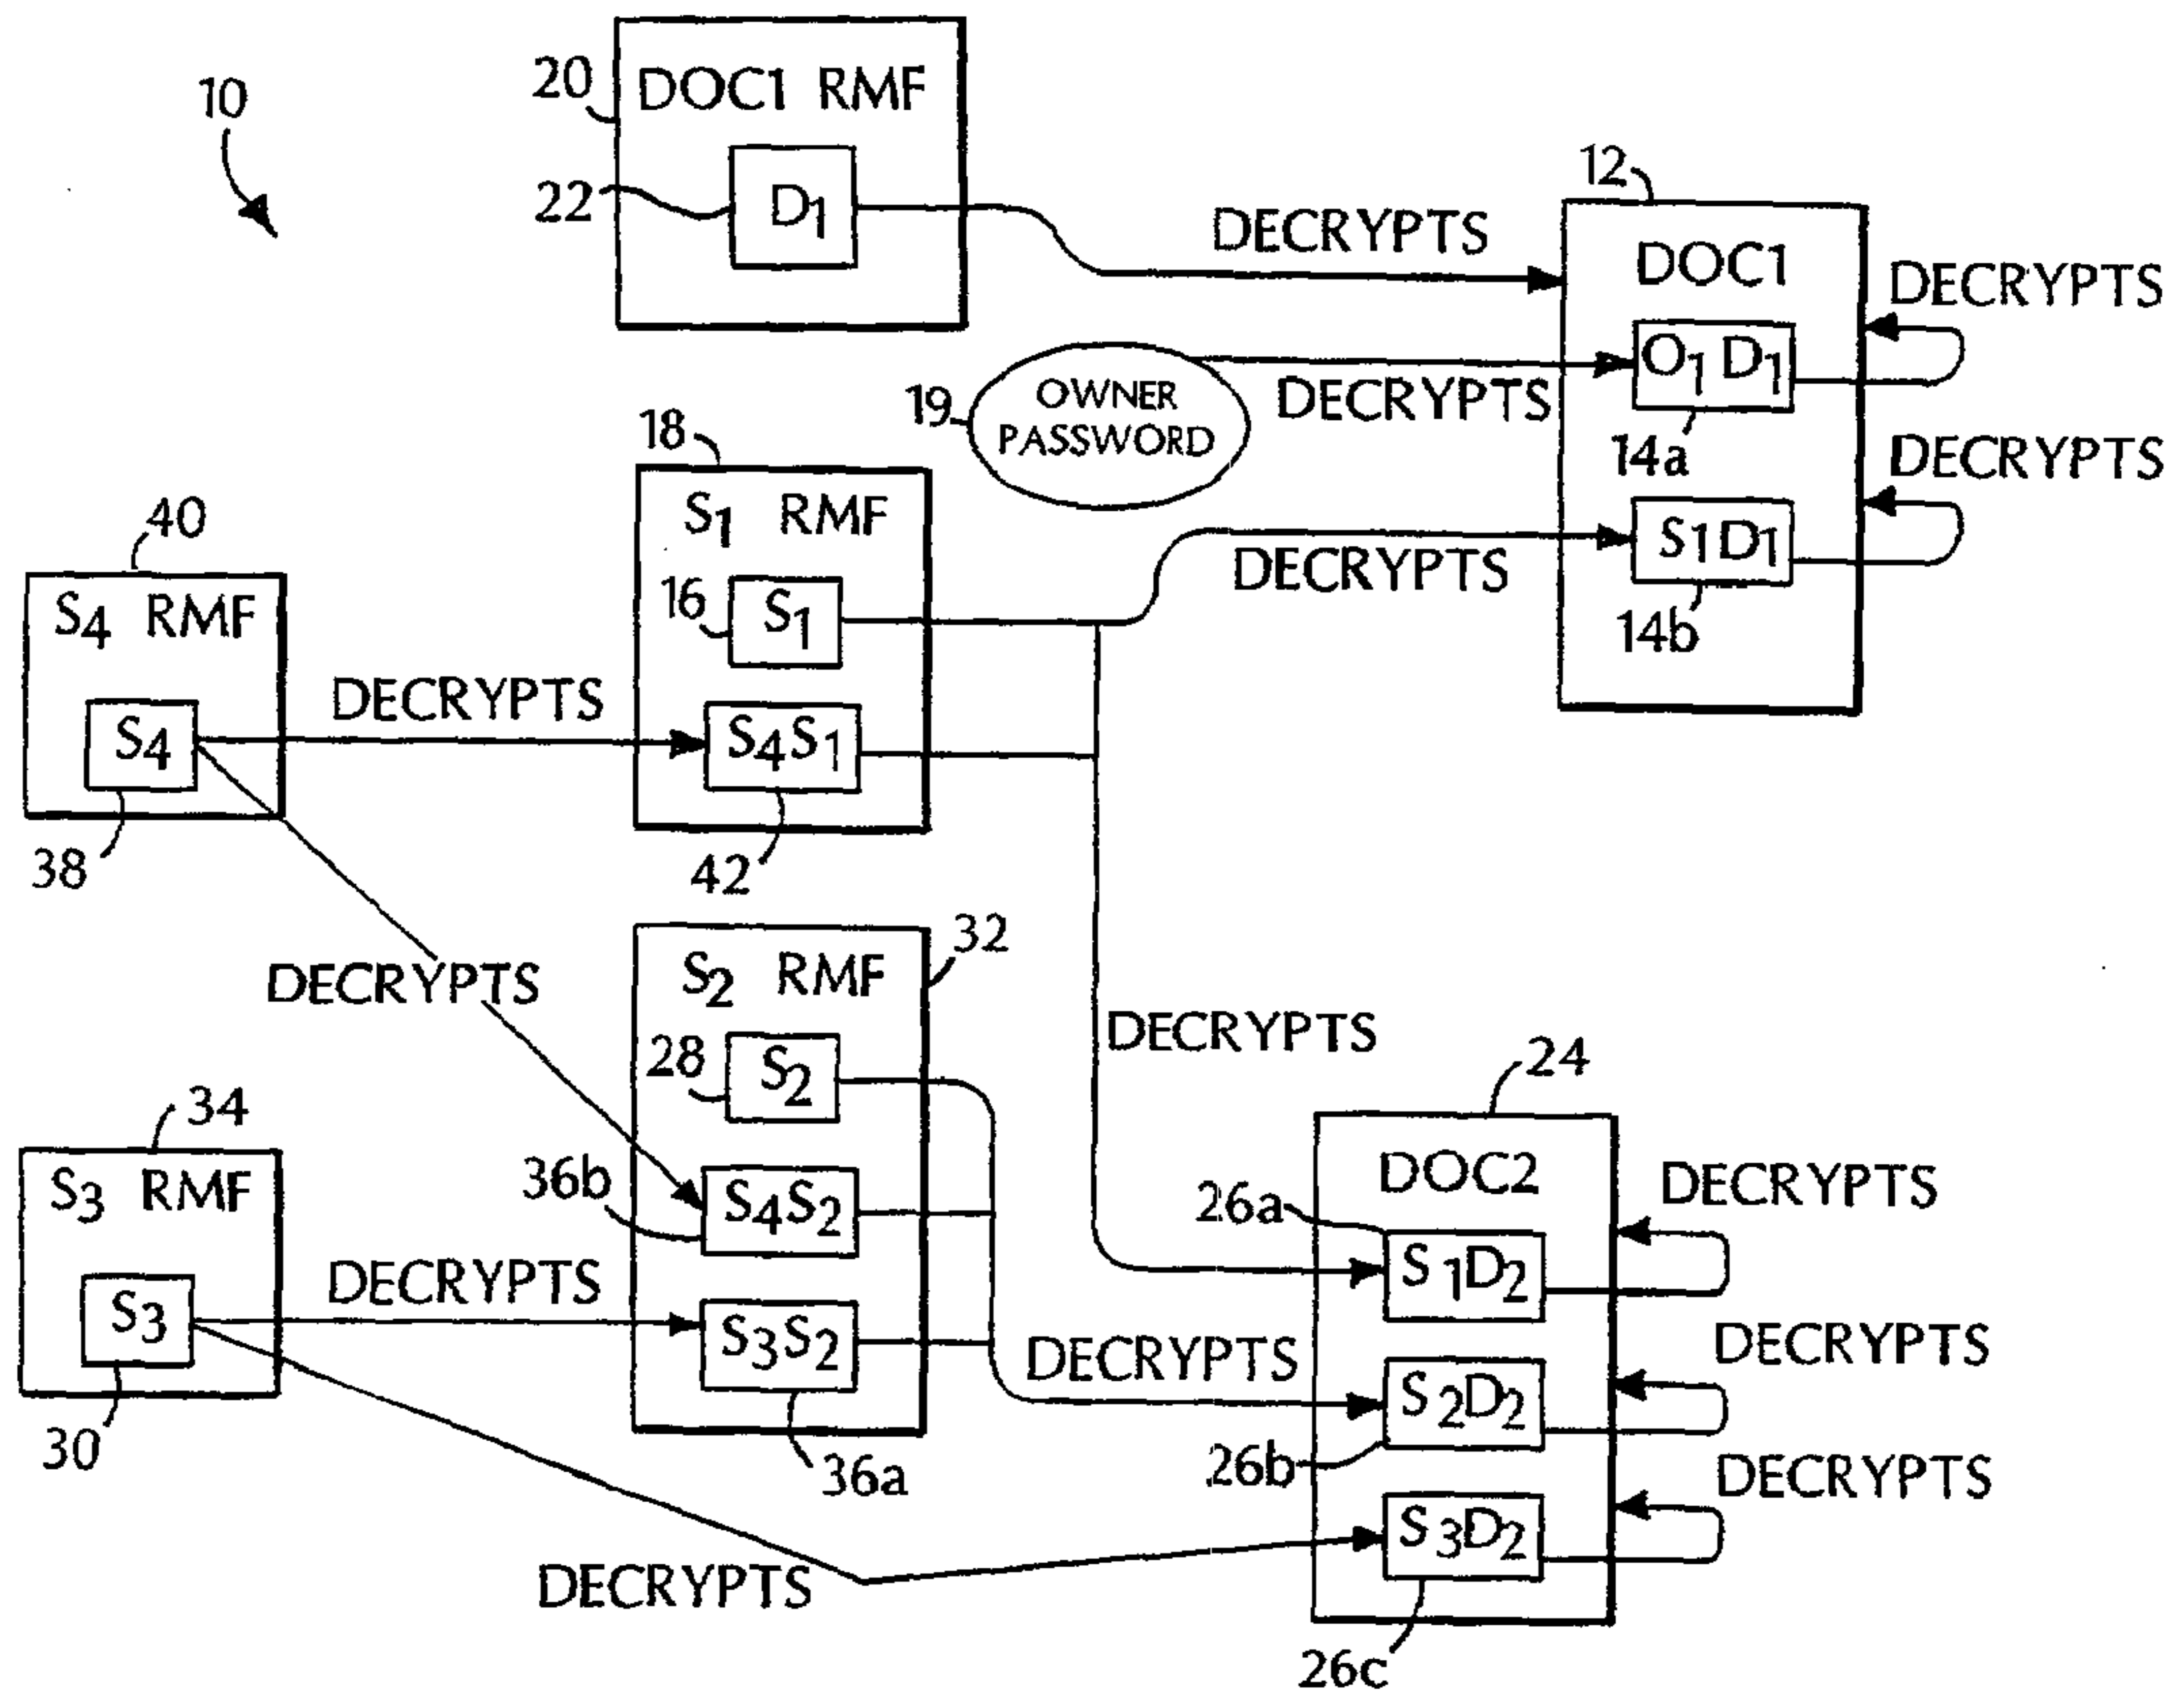 10
20
DOC1 RMF
22
D1
12
DECRYPTS
DOC1
DECRYPTS
O1 D1
14a
OWNER
PASSWORD
19
DECRYPTS
DECRYPTS
18
S1 RMF
16
S1
DECRYPTS
S1D1
14b
40
S4 RMF
S4
38
DECRYPTS
S4S1
42
DECRYPTS
32
S2 RMF
28
S2
DECRYPTS
24
34
S3 RMF
S3
30
36b
S4S2
DECRYPTS
S3S2
36a
26a
DOC2
DECRYPTS
S1D2
DECRYPTS
DECRYPTS
S2D2
26b
DECRYPTS
S3D2
DECRYPTS
26c